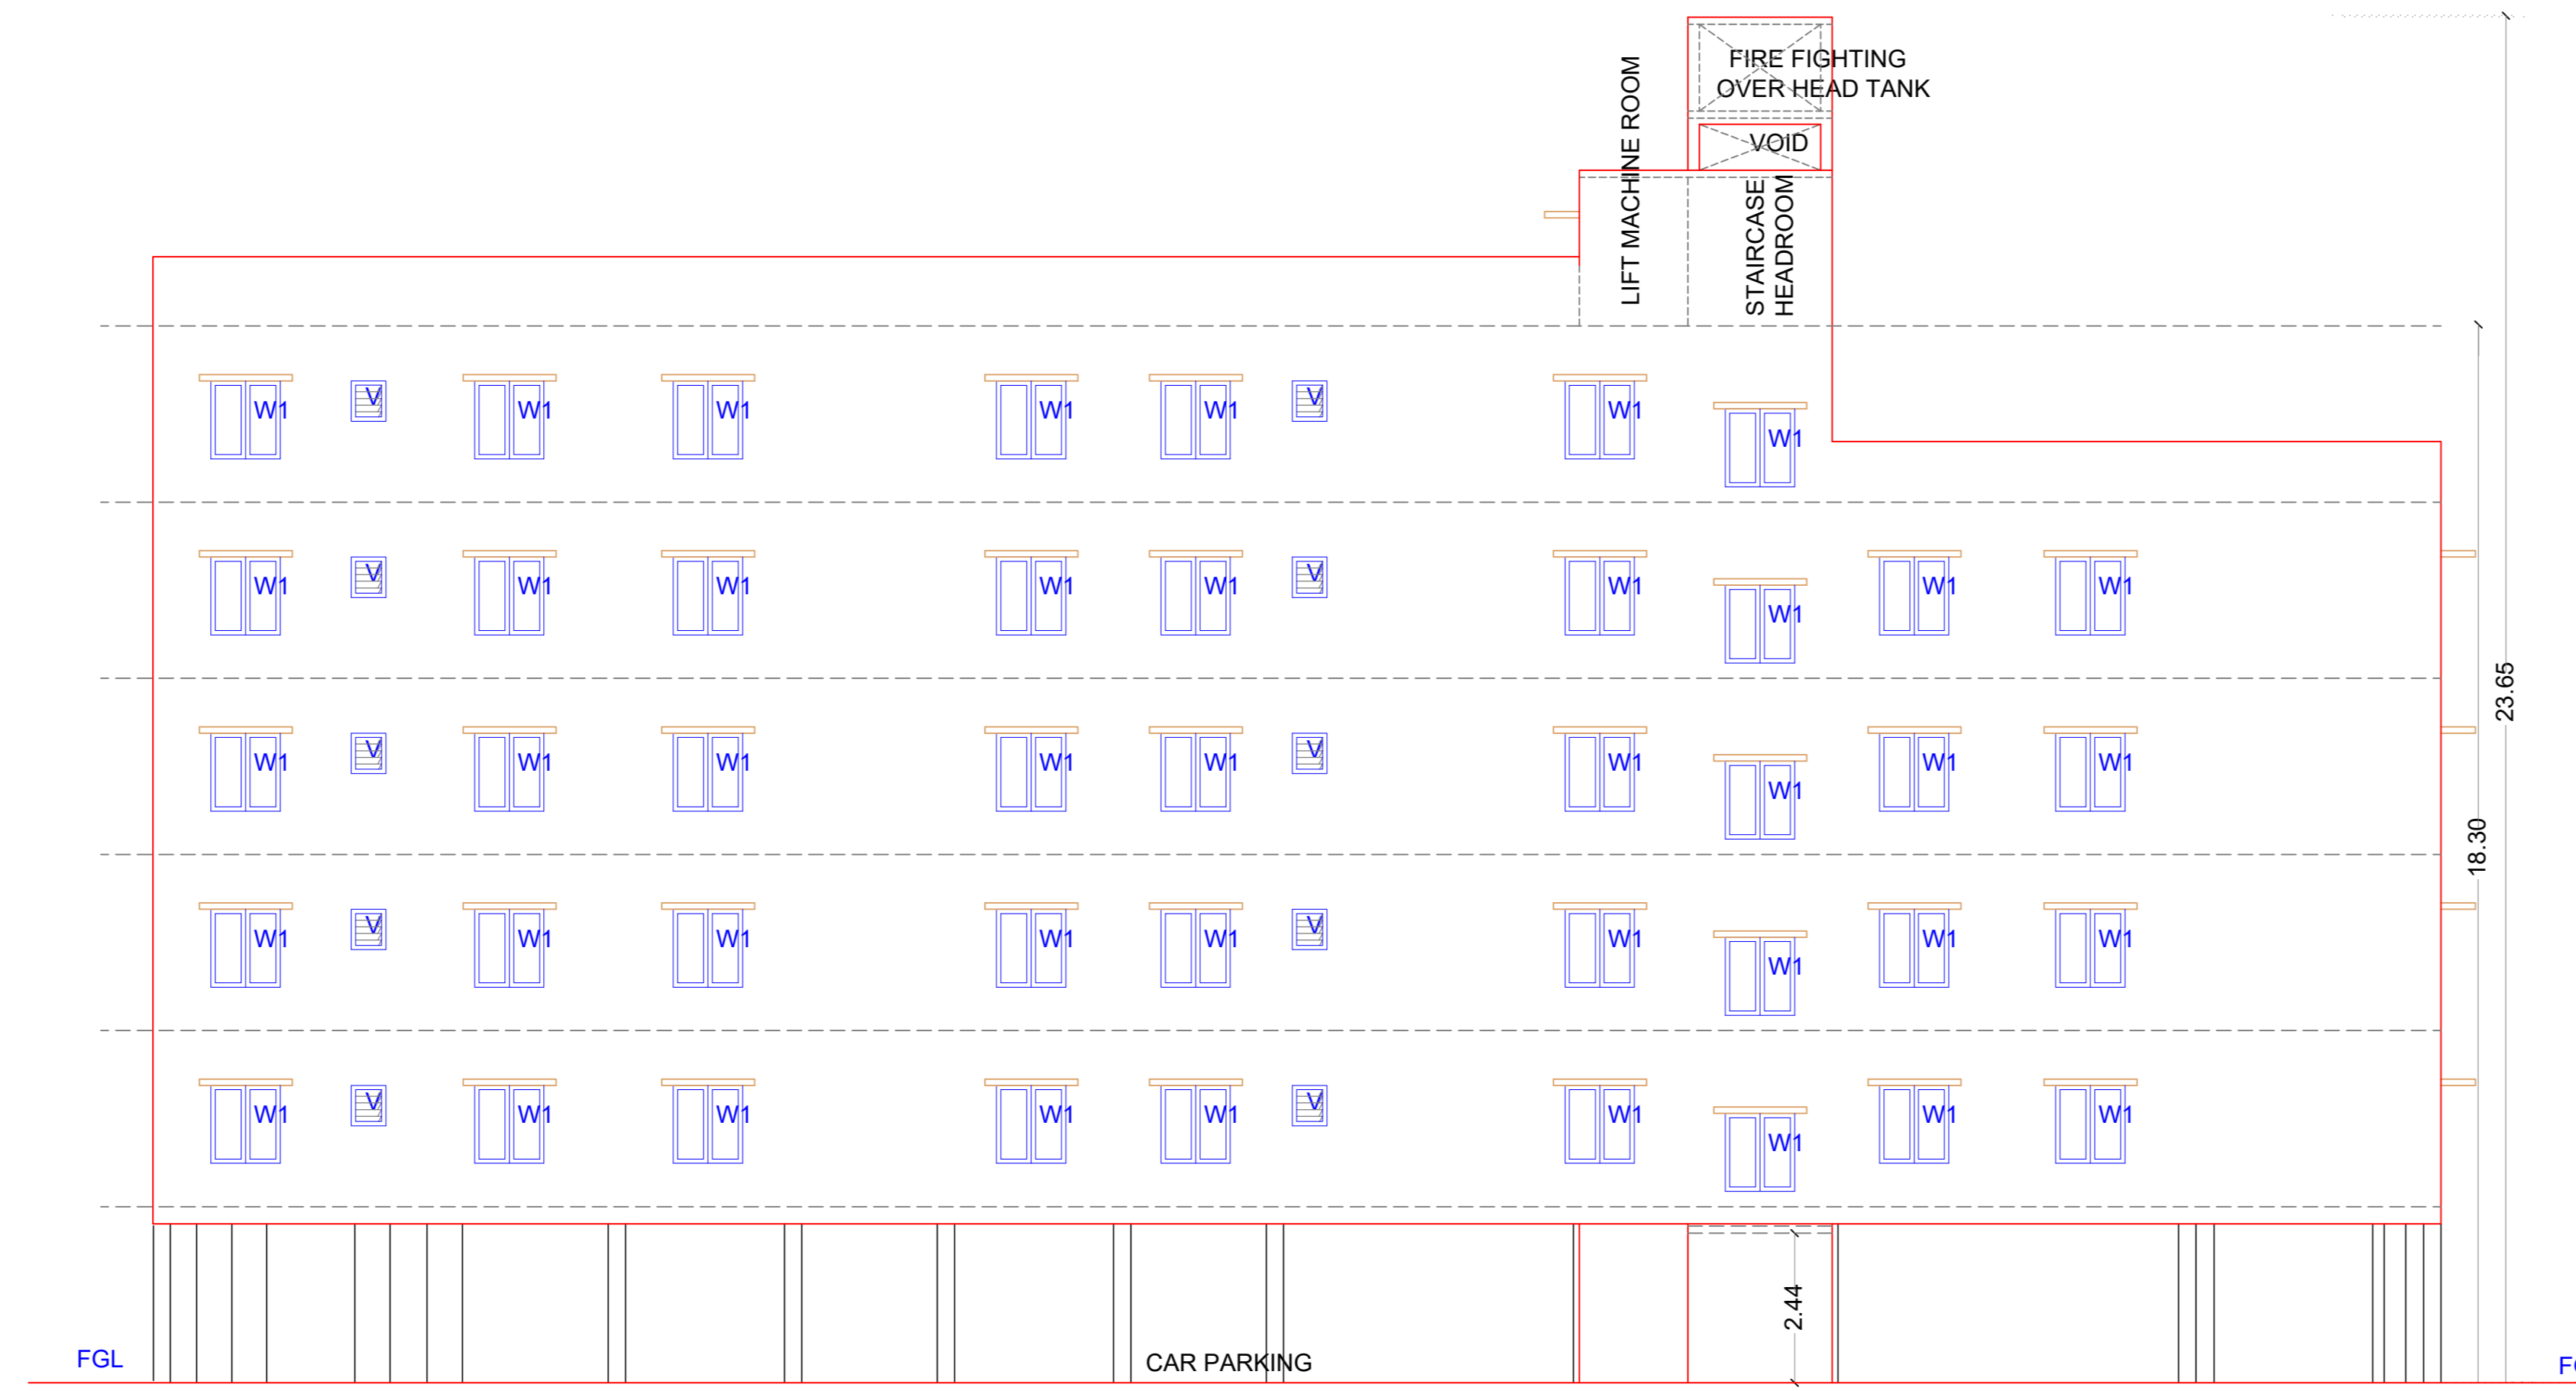 FIRE FIGHTING
OVER HEAD TANK
VOID
LIFT MACHINE ROOM
STAIRCASE
HEADROOM
W1 V W1 W1 W1 W1 V W1 W1
W1 V W1 W1 W1 W1 V W1 W1 W1 W1
23.65
W1 V W1 W1 W1 W1 V W1 W1 W1 W1
18.30
W1 V W1 W1 W1 W1 V W1 W1 W1 W1
W1 V W1 W1 W1 W1 V W1 W1 W1 W1
2.44
FGL
CAR PARKING